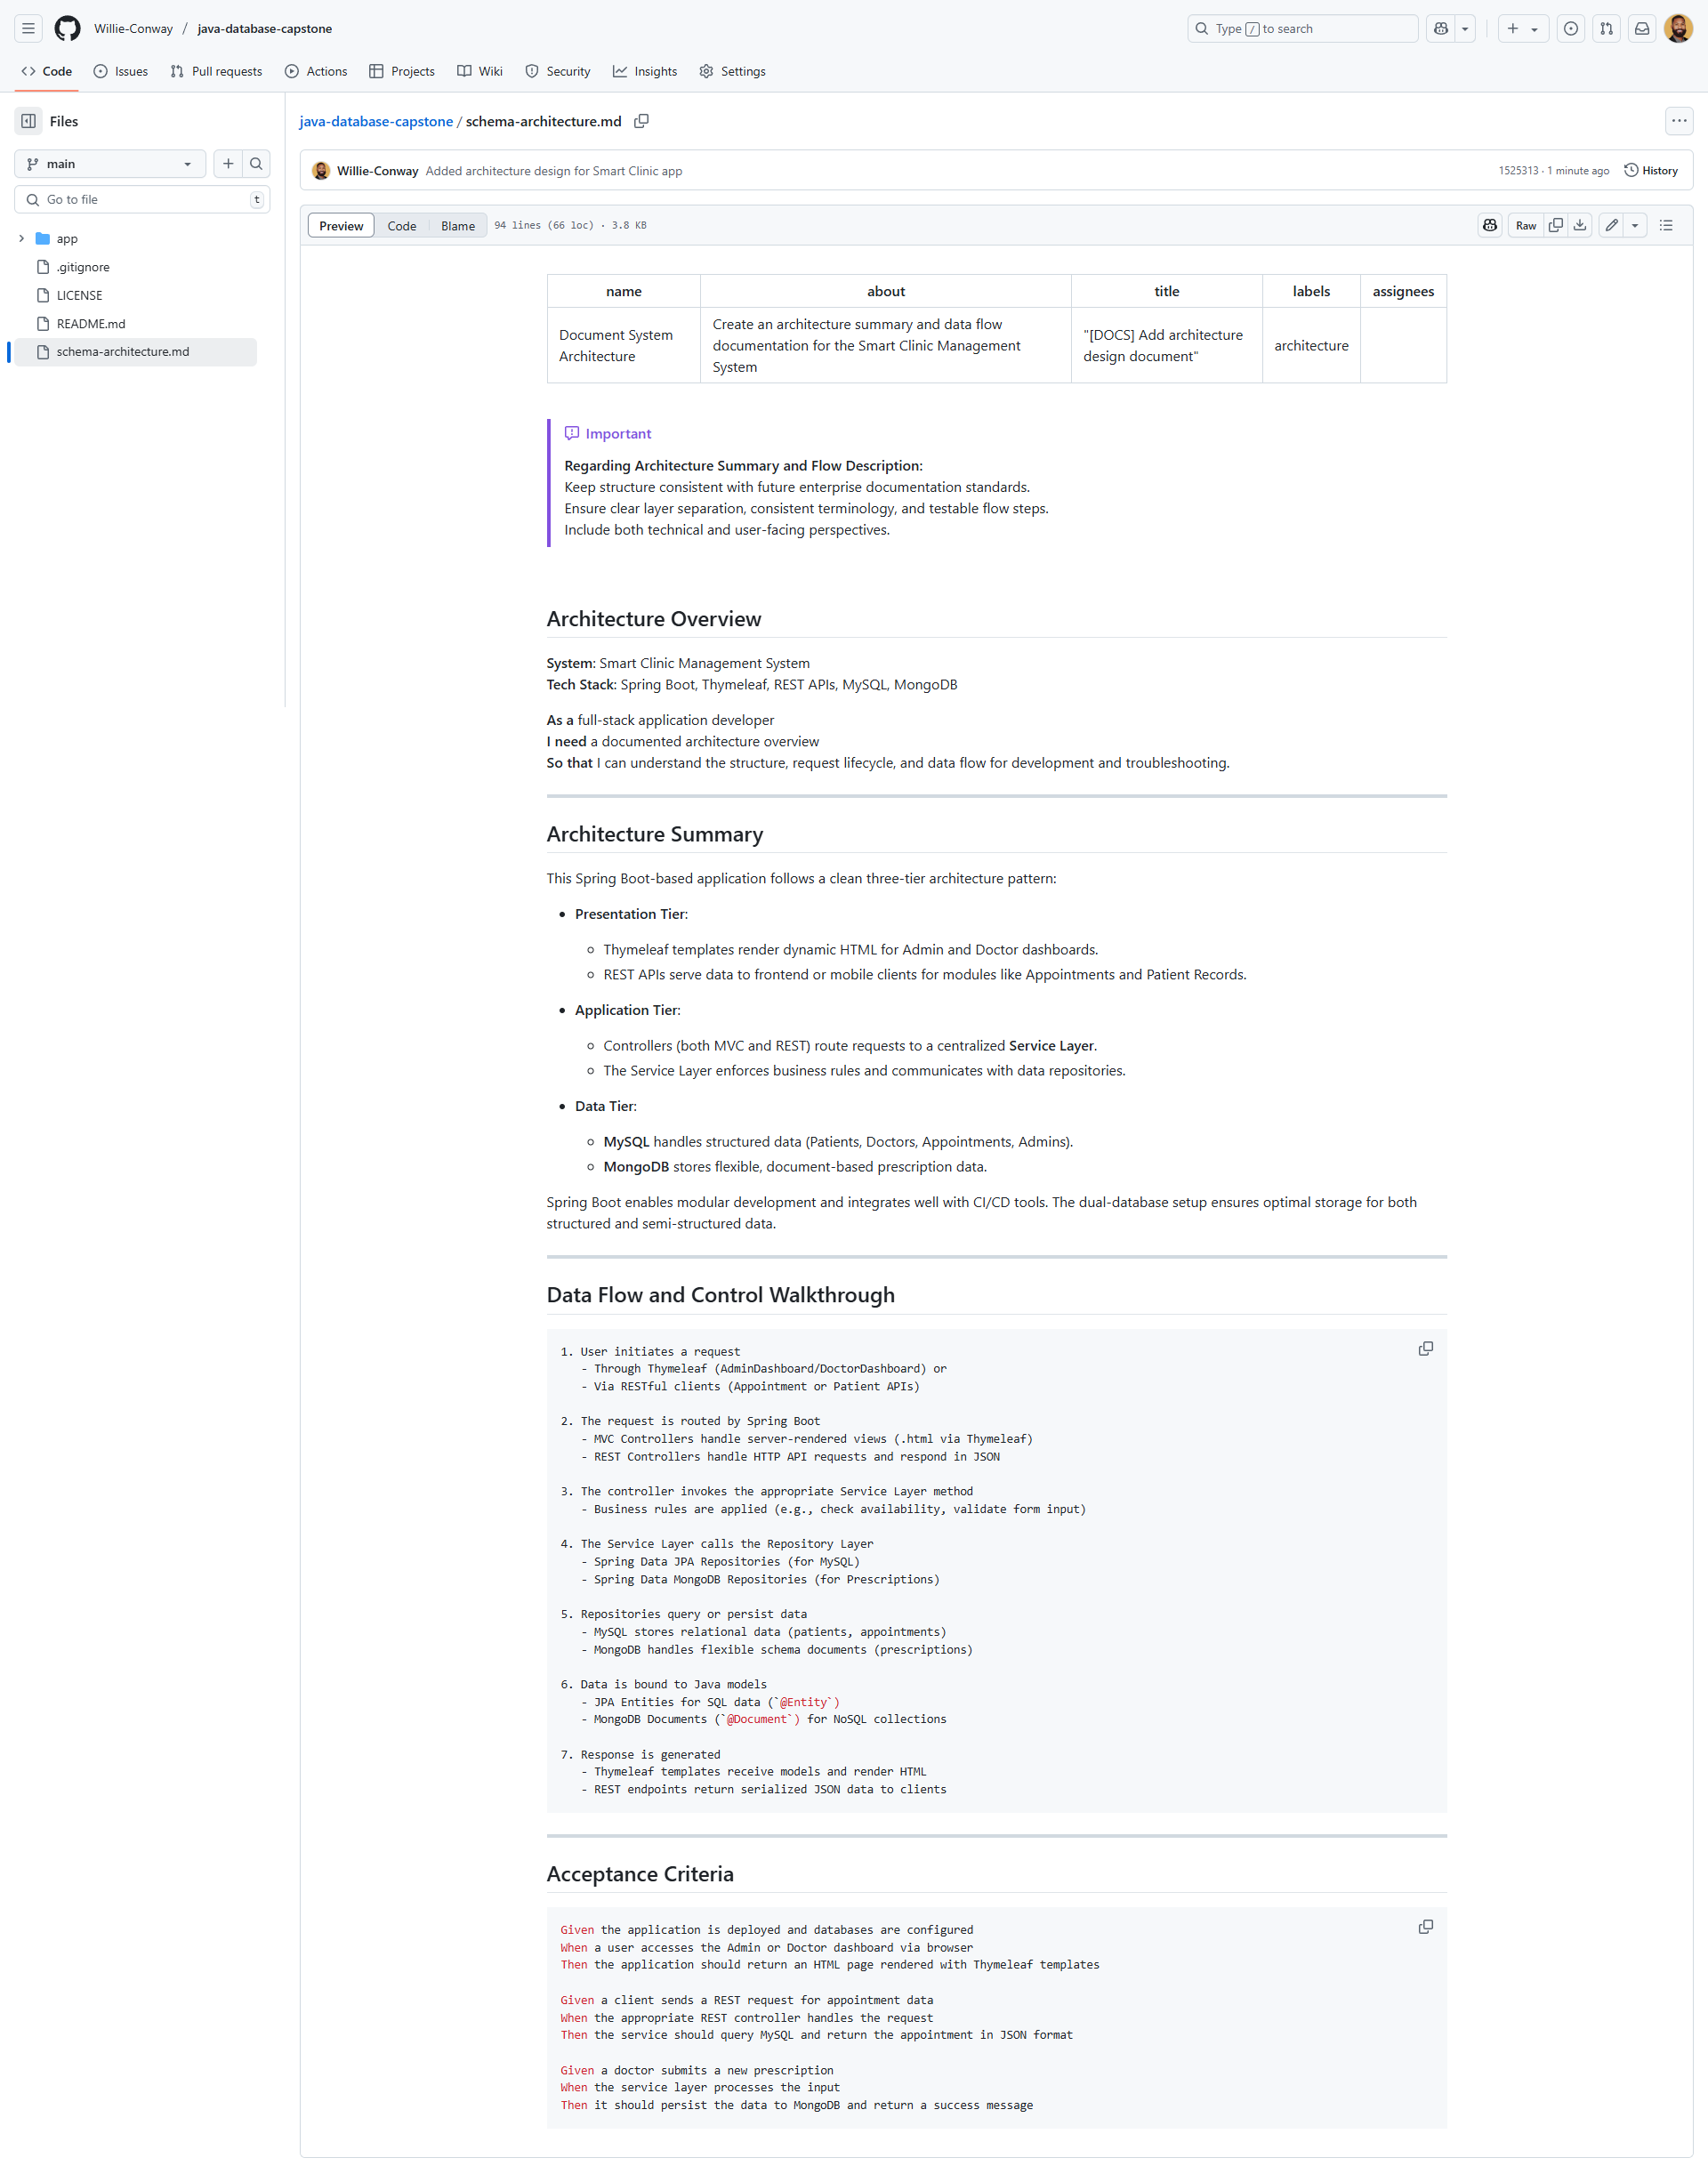 Willie-Conway / java-database-capstone
Type / to search
Code
Issues
Pull requests
Actions
Projects
Wiki
Security
Insights
Settings
Files
main
Go to file
t
app
.gitignore
LICENSE
README.md
schema-architecture.md
java-database-capstone / schema-architecture.md
Willie-Conway Added architecture design for Smart Clinic app
1525313 · 1 minute ago
History
Preview
Code
Blame
94 lines (66 loc) · 3.8 KB
Raw
name about title labels assignees
Document System
Architecture
Create an architecture summary and data flow
documentation for the Smart Clinic Management
System
"[DOCS] Add architecture
design document"
architecture
Important
Regarding Architecture Summary and Flow Description:
Keep structure consistent with future enterprise documentation standards.
Ensure clear layer separation, consistent terminology, and testable flow steps.
Include both technical and user-facing perspectives.
Architecture Overview
System: Smart Clinic Management System
Tech Stack: Spring Boot, Thymeleaf, REST APIs, MySQL, MongoDB
As a full-stack application developer
I need a documented architecture overview
So that I can understand the structure, request lifecycle, and data flow for development and troubleshooting.
Architecture Summary
This Spring Boot-based application follows a clean three-tier architecture pattern:
Presentation Tier:
Thymeleaf templates render dynamic HTML for Admin and Doctor dashboards.
REST APIs serve data to frontend or mobile clients for modules like Appointments and Patient Records.
Application Tier:
Controllers (both MVC and REST) route requests to a centralized Service Layer.
The Service Layer enforces business rules and communicates with data repositories.
Data Tier:
MySQL handles structured data (Patients, Doctors, Appointments, Admins).
MongoDB stores flexible, document-based prescription data.
Spring Boot enables modular development and integrates well with CI/CD tools. The dual-database setup ensures optimal storage for both
structured and semi-structured data.
Data Flow and Control Walkthrough
1. User initiates a request
- Through Thymeleaf (AdminDashboard/DoctorDashboard) or
- Via RESTful clients (Appointment or Patient APIs)
2. The request is routed by Spring Boot
- MVC Controllers handle server-rendered views (.html via Thymeleaf)
- REST Controllers handle HTTP API requests and respond in JSON
3. The controller invokes the appropriate Service Layer method
- Business rules are applied (e.g., check availability, validate form input)
4. The Service Layer calls the Repository Layer
- Spring Data JPA Repositories (for MySQL)
- Spring Data MongoDB Repositories (for Prescriptions)
5. Repositories query or persist data
- MySQL stores relational data (patients, appointments)
- MongoDB handles flexible schema documents (prescriptions)
6. Data is bound to Java models
- JPA Entities for SQL data (`@Entity`)
- MongoDB Documents (`@Document`) for NoSQL collections
7. Response is generated
- Thymeleaf templates receive models and render HTML
- REST endpoints return serialized JSON data to clients
Acceptance Criteria
Given the application is deployed and databases are configured
When a user accesses the Admin or Doctor dashboard via browser
Then the application should return an HTML page rendered with Thymeleaf templates
Given a client sends a REST request for appointment data
When the appropriate REST controller handles the request
Then the service should query MySQL and return the appointment in JSON format
Given a doctor submits a new prescription
When the service layer processes the input
Then it should persist the data to MongoDB and return a success message